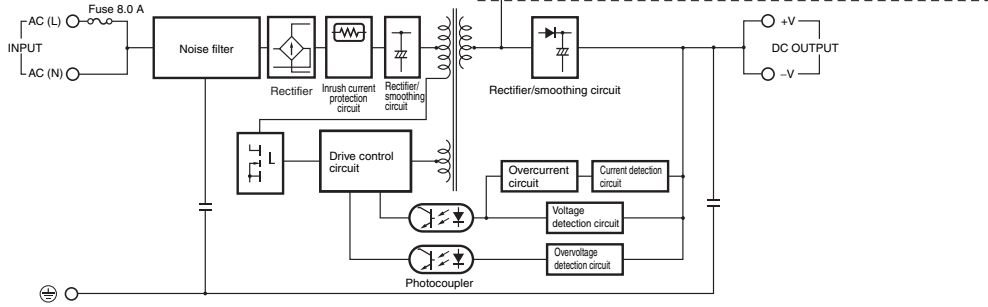 Fuse 8.0 A
AC (L)
INPUT
AC (N)
Noise filter
Rectifier
Inrush current
protection
circuit
Rectifier/
smoothing
circuit
Rectifier/smoothing circuit
+V
DC OUTPUT
–V
Drive control
circuit
Overcurrent
circuit
Current detection
circuit
Voltage
detection circuit
Overvoltage
detection circuit
Photocoupler